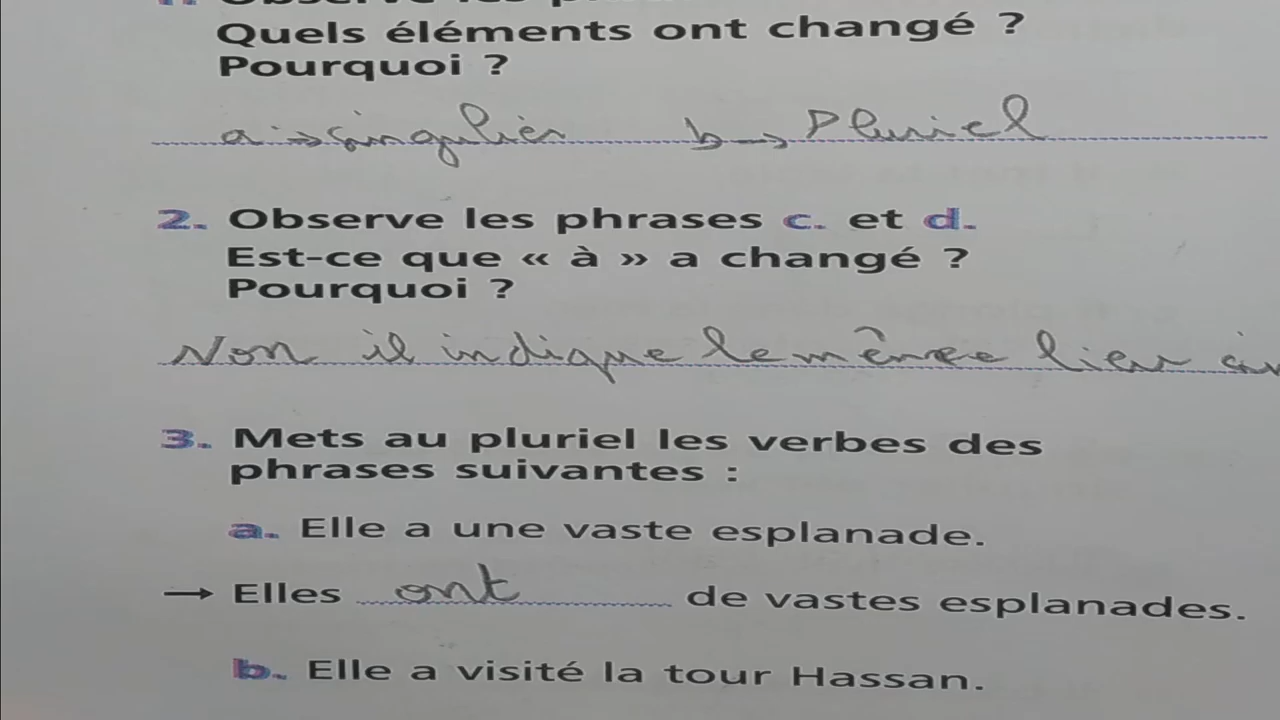 Quels éléments ont changé ?
Pourquoi ?
a → singulier b → Pluriel
2. Observe les phrases c. et d.
Est-ce que « à » a changé ?
Pourquoi ?
Non il indique le même lieu
3. Mets au pluriel les verbes des
phrases suivantes :
a. Elle a une vaste esplanade.
→ Elles ont de vastes esplanades.
b. Elle a visité la tour Hassan.